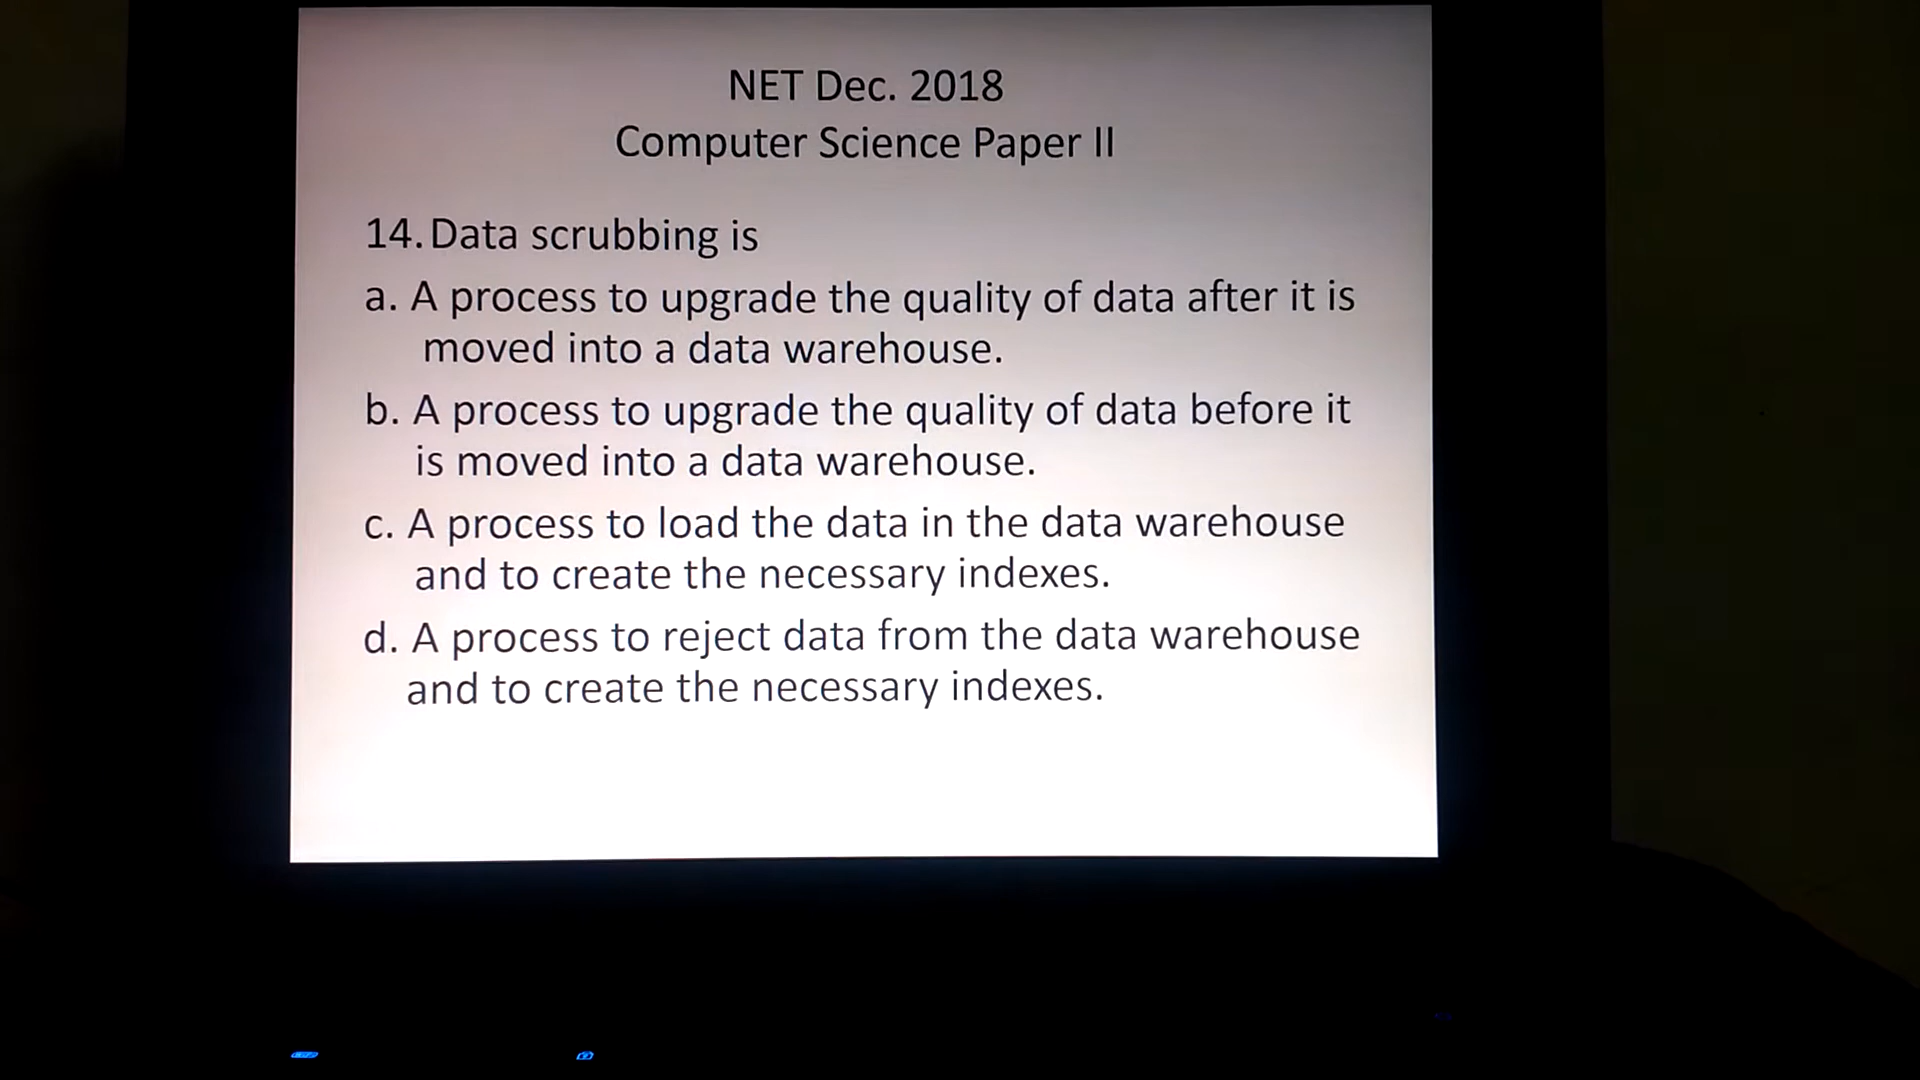 NET Dec. 2018
Computer Science Paper II
14. Data scrubbing is
a. A process to upgrade the quality of data after it is
moved into a data warehouse.
b. A process to upgrade the quality of data before it
is moved into a data warehouse.
c. A process to load the data in the data warehouse
and to create the necessary indexes.
d. A process to reject data from the data warehouse
and to create the necessary indexes.